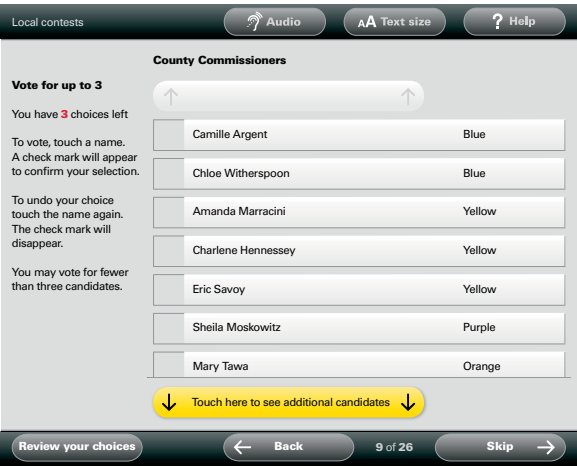 Local contests
Audio
AA Text size
? Help
County Commissioners
Vote for up to 3
You have 3 choices left
To vote, touch a name.
A check mark will appear
to confirm your selection.
To undo your choice
touch the name again.
The check mark will
disappear.
You may vote for fewer
than three candidates.
Camille Argent Blue
Chloe Witherspoon Blue
Amanda Marracini Yellow
Charlene Hennessey Yellow
Eric Savoy Yellow
Sheila Moskowitz Purple
Mary Tawa Orange
Touch here to see additional candidates
Review your choices
Back
9 of 26
Skip